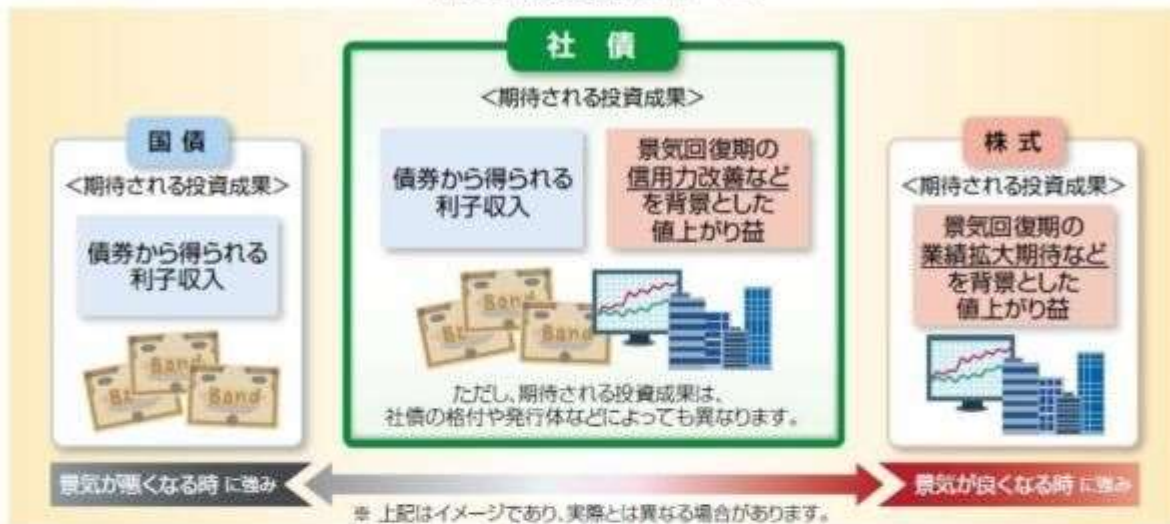 社債
<期待される投資成果>
債券から得られる
利子収入
景気回復期の
信用力改善など
を背景とした
値上がり益
Band
Band
ただし、期待される投資成果は、
社債の格付や発行体などによっても異なります。
国債
<期待される投資成果>
債券から得られる
利子収入
Band
Band
株式
<期待される投資成果>
景気回復期の
業績拡大期待など
を背景とした
値上がり益
景気が悪くなる時に強み
景気が良くなる時に強み
※ 上記はイメージであり、実際とは異なる場合があります。